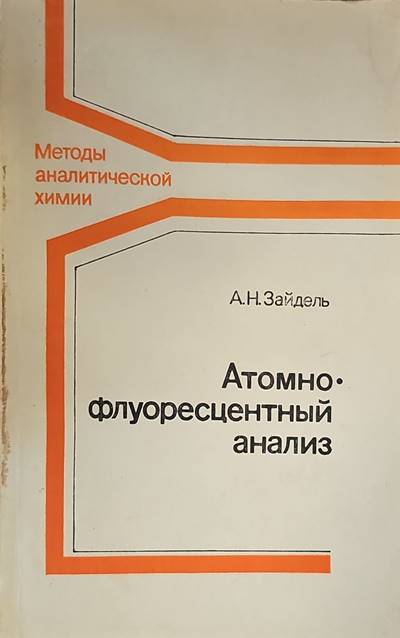 Методы
аналитической
химии
А.Н.Зайдель
Атомно-
флуоресцентный
анализ